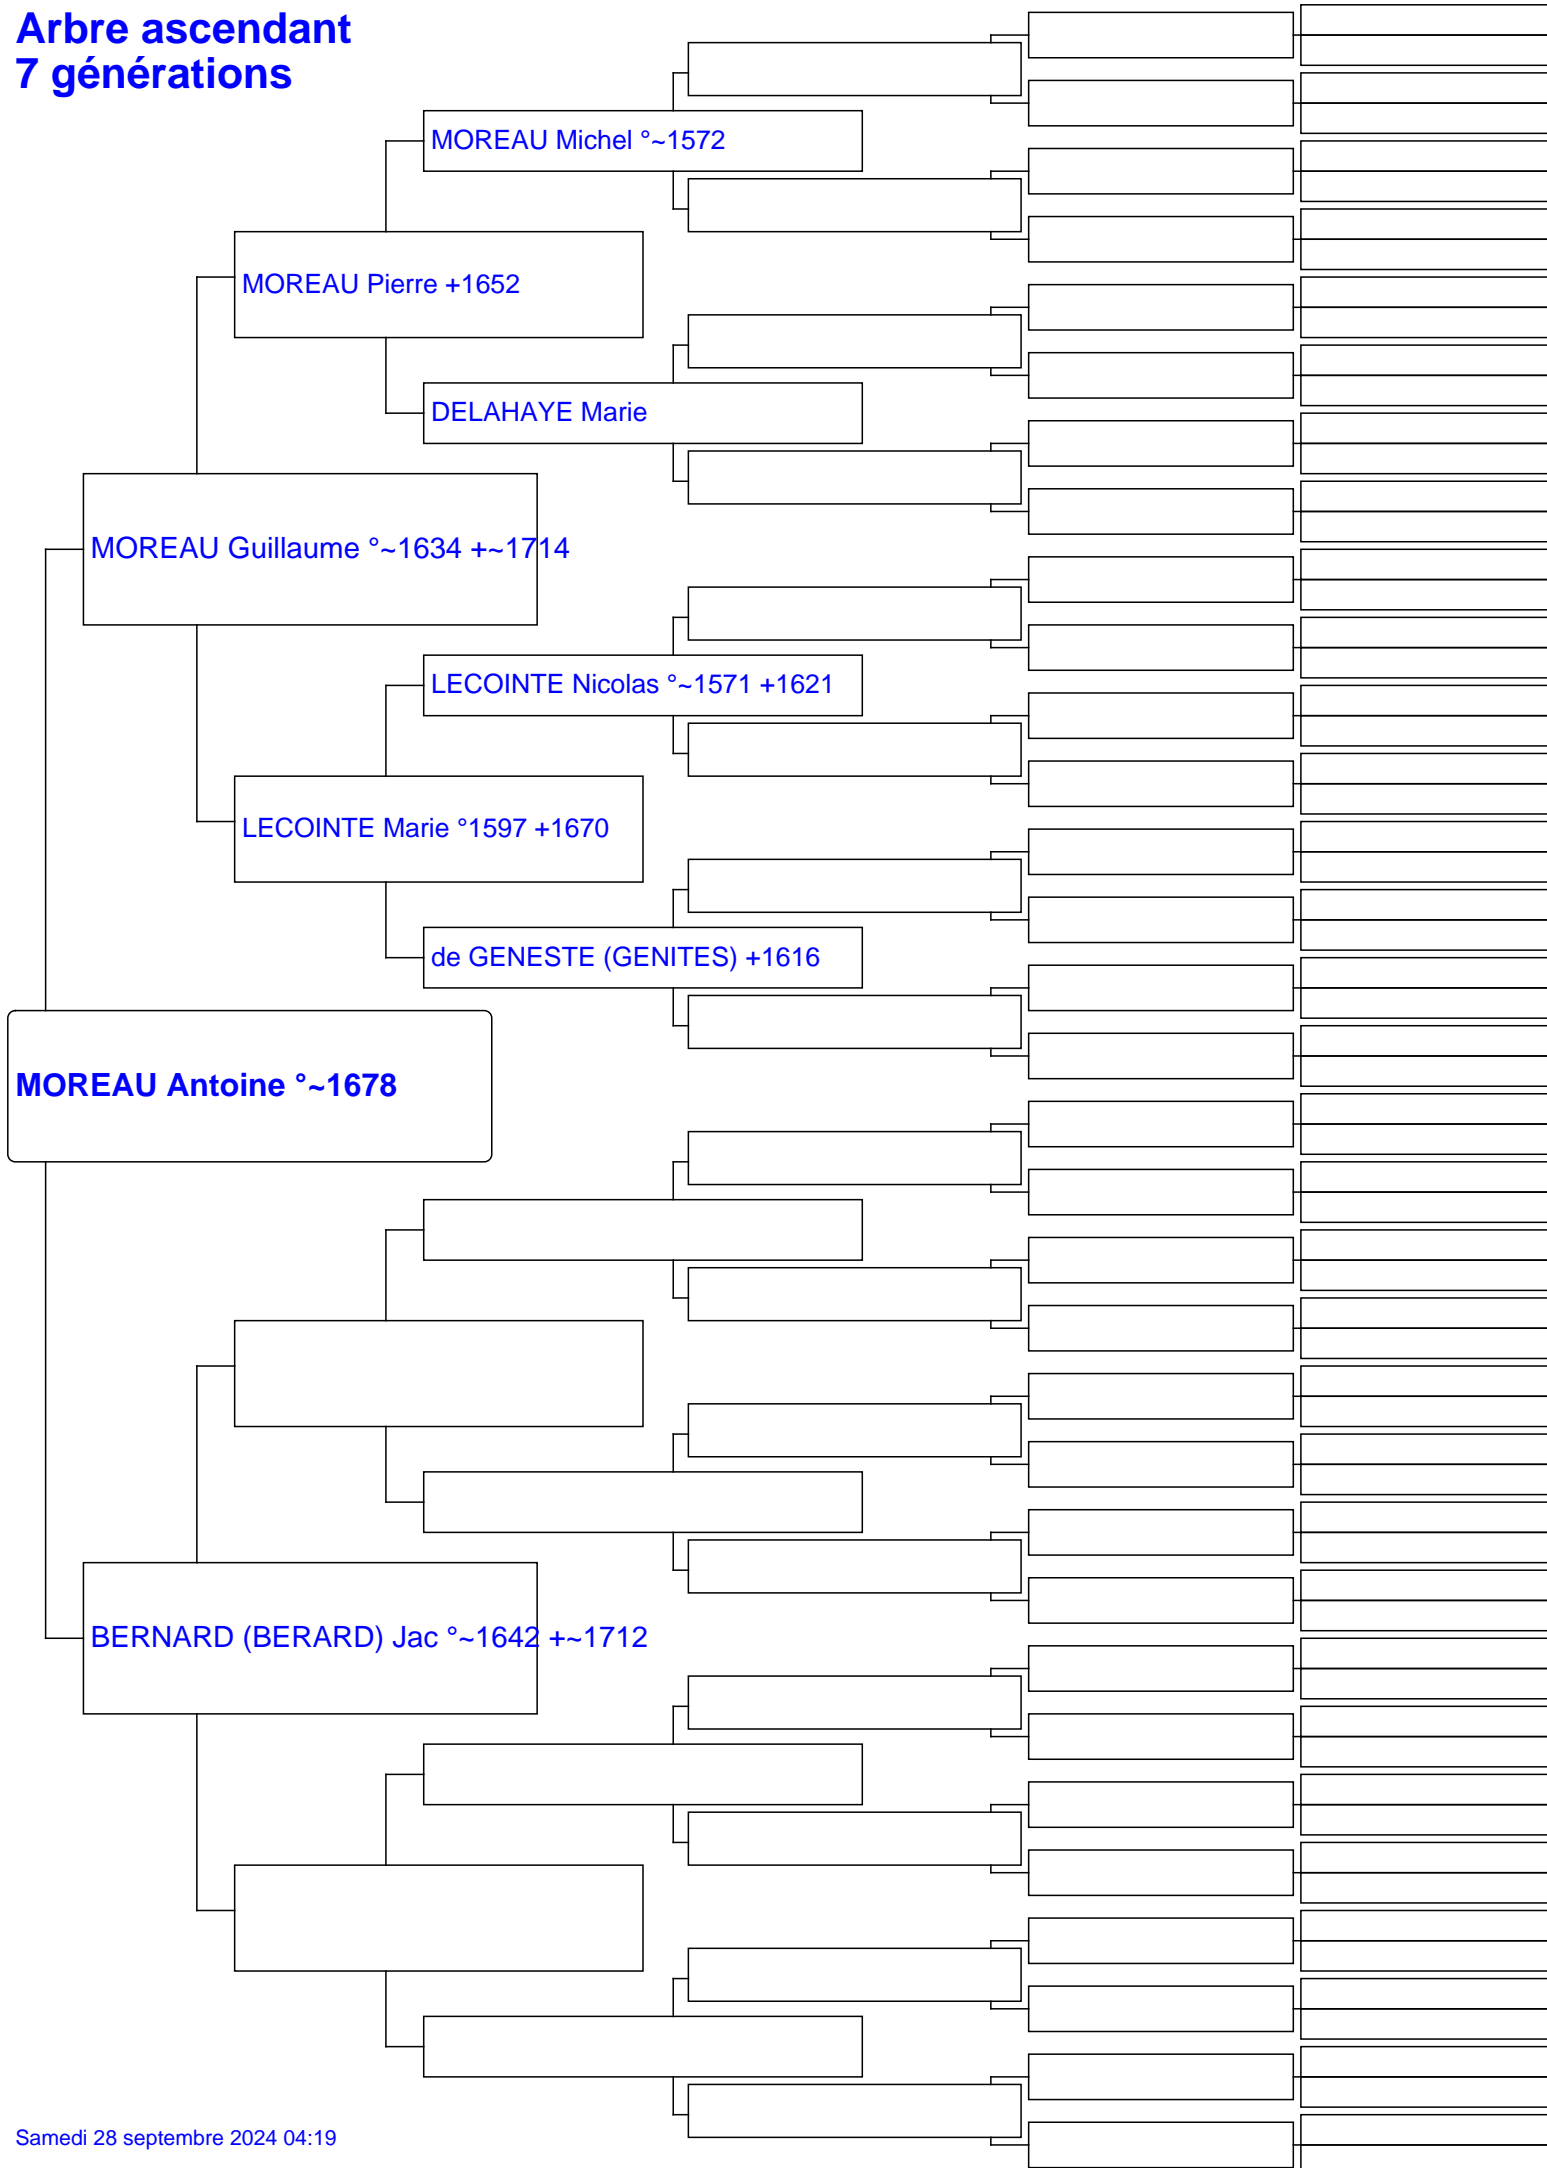 Arbre ascendant
7 générations
MOREAU Michel °~1572
MOREAU Pierre +1652
DELAHAYE Marie
MOREAU Guillaume °~1634 +~1714
LECOINTE Nicolas °~1571 +1621
LECOINTE Marie °1597 +1670
de GENESTE (GENITES) +1616
MOREAU Antoine °~1678
BERNARD (BERARD) Jac °~1642 +~1712
Samedi 28 septembre 2024 04:19